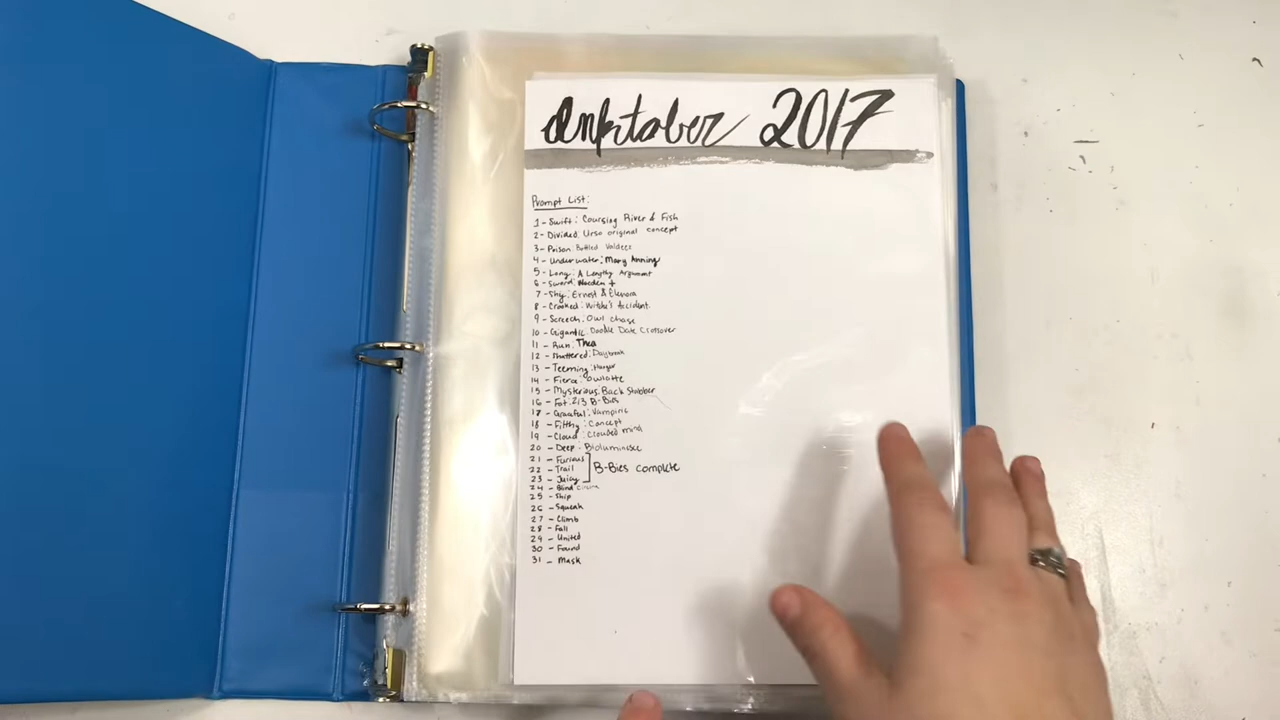 Inktober 2017
Prompt List:
1 - Swift: Coursing River & Fish
2 - Divided: Urso original concept
3 - Poison: Bottled Valdeez
4 - Underwater: Mary Anning
5 - Long: A Lengthy Argument
6 - Sword: Wooden +
7 - Shy: Ernest & Elenora
8 - Crooked: Witch's Accident
9 - Screech: Owl Chase
10 - Gigantic: Doodle Date Crossover
11 - Run: Thea
12 - Shattered: Daybreak
13 - Teeming: Hunger
14 - Fierce: Owlatte
15 - Mysterious: Back Stabber
16 - Fat: 213 B-Bies
17 - Graceful: Vampiric
18 - Filthy: Concept
19 - Cloud: Clouded mind
20 - Deep - Bioluminesce
21 - Furious
22 - Trail
23 - Juicy
B-Bies complete
24 - Blind
25 - Ship
26 - Squeak
27 - Climb
28 - Fall
29 - United
30 - Found
31 - Mask